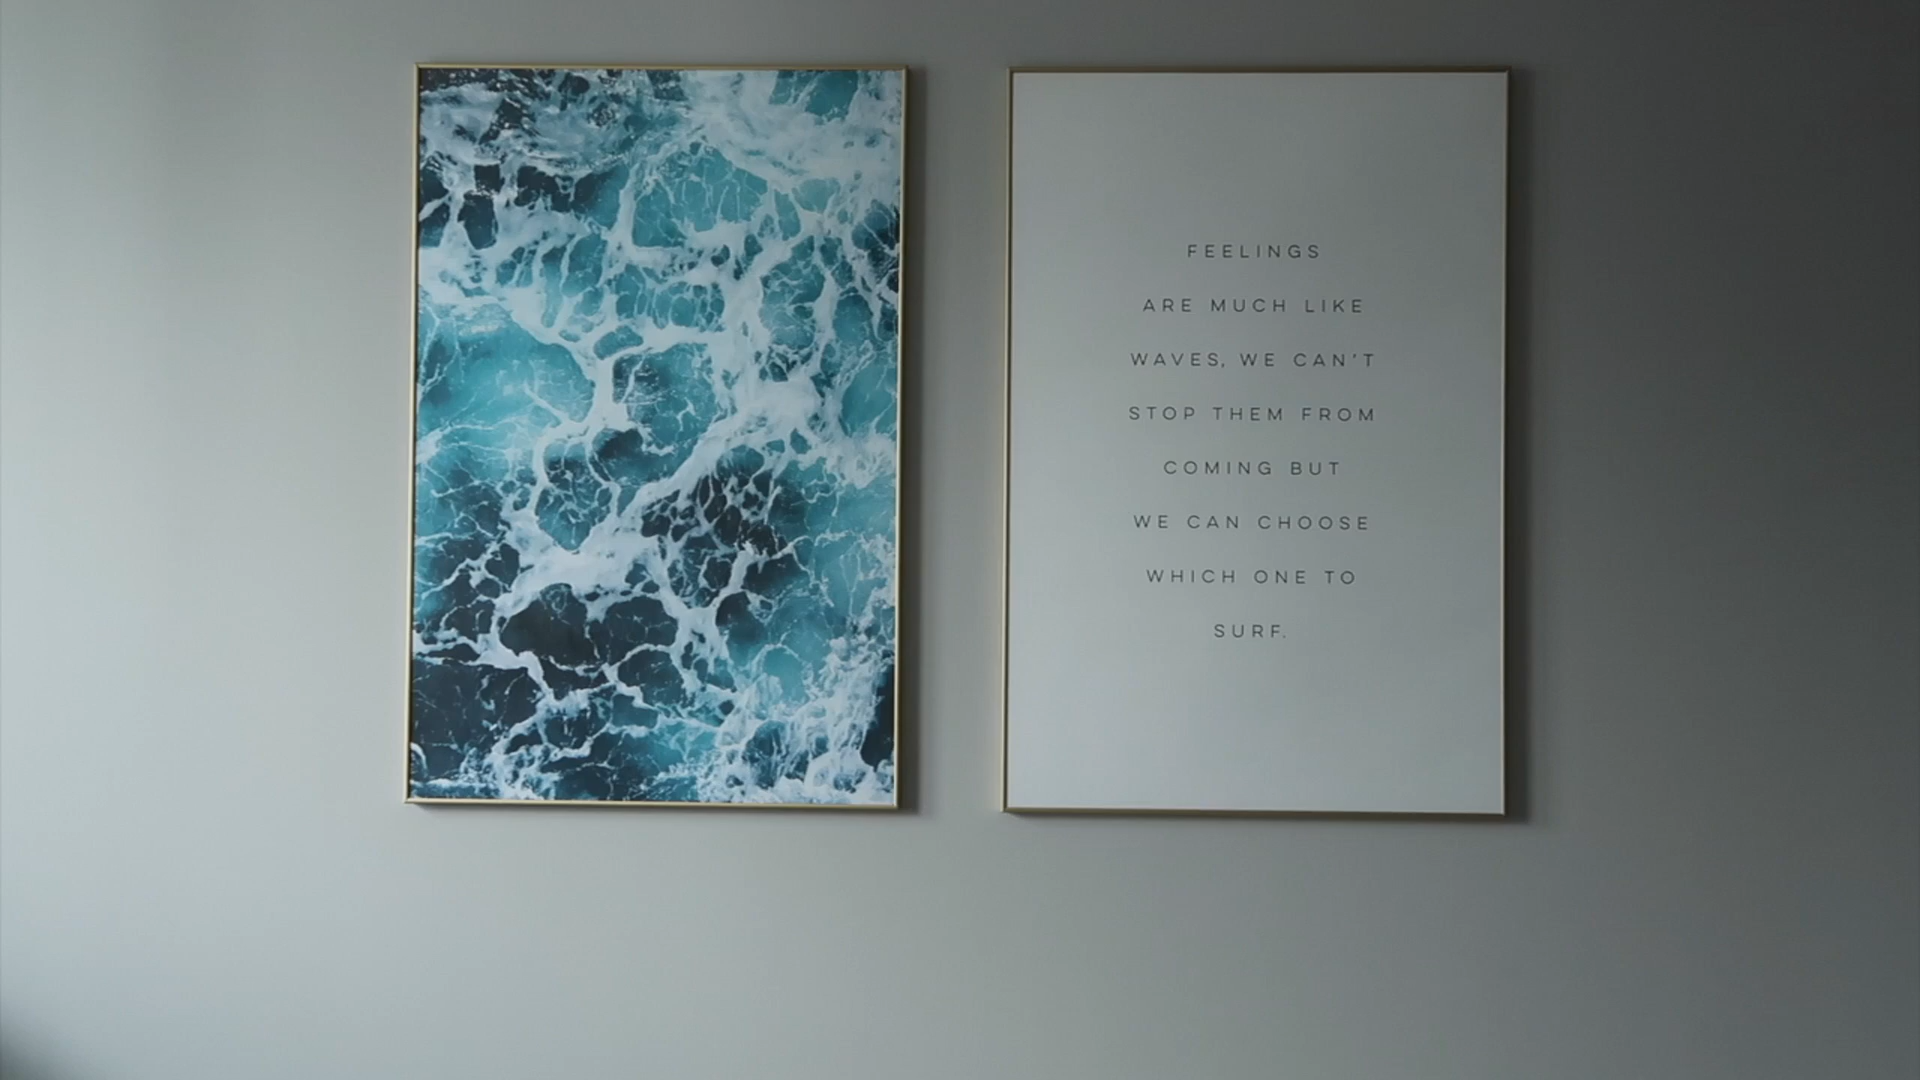 FEELINGS
ARE MUCH LIKE
WAVES, WE CAN'T
STOP THEM FROM
COMING BUT
WE CAN CHOOSE
WHICH ONE TO
SURF.